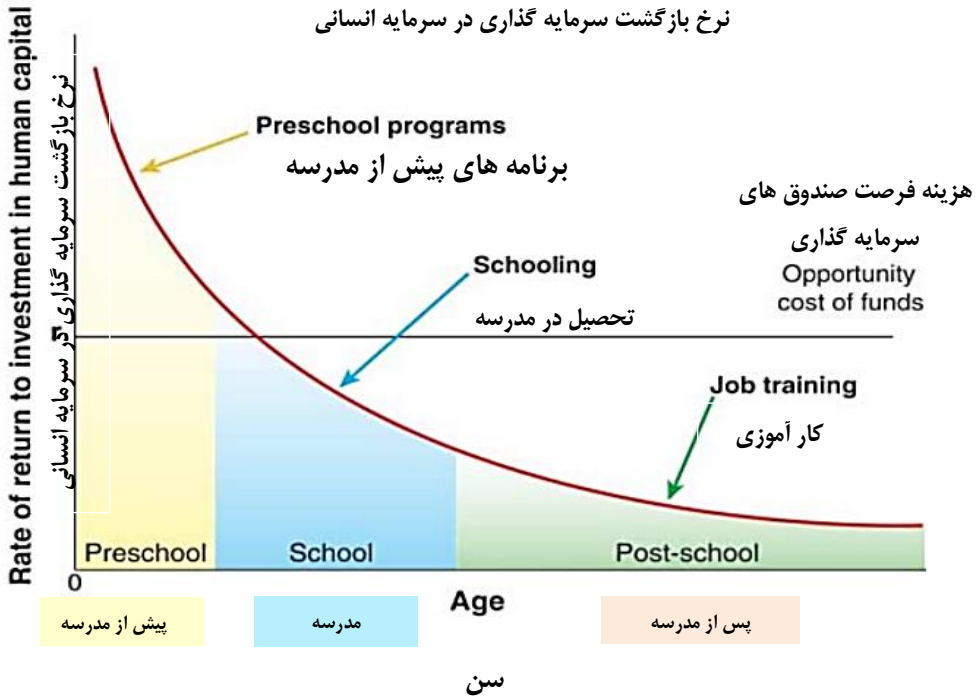 نرخ بازگشت سرمایه گذاری در سرمایه انسانی
Rate of return to investment in human capital
نرخ بازگشت سرمایه گذاری در سرمایه انسانی
Preschool programs
برنامه های پیش از مدرسه
هزینه فرصت صندوق های
سرمایه گذاری
Opportunity
cost of funds
Schooling
تحصیل در مدرسه
Job training
کار آموزی
Preschool
School
Post-school
0
Age
پیش از مدرسه
مدرسه
پس از مدرسه
سن